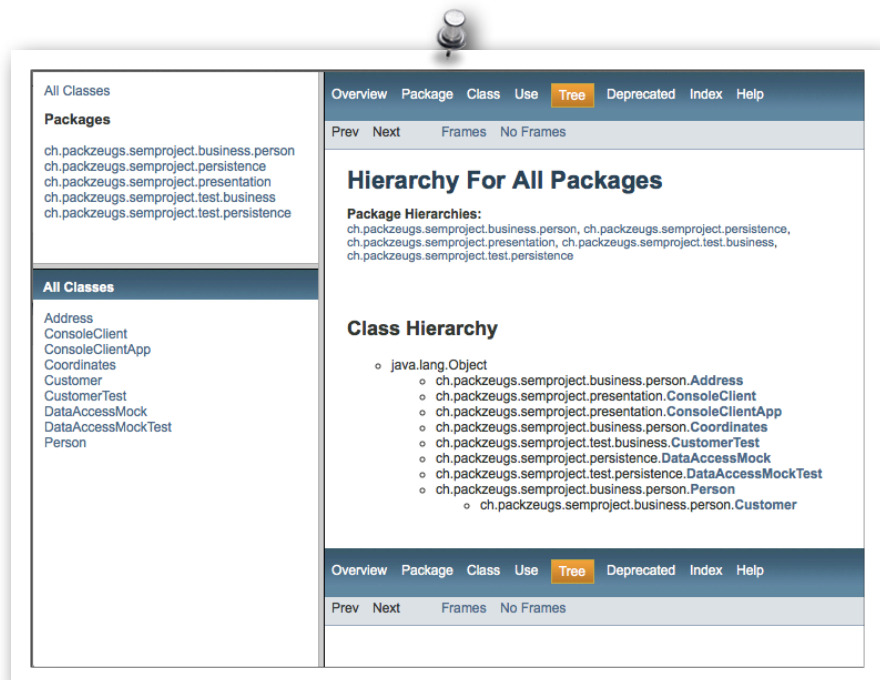 All Classes
Packages
ch.packzeugs.semproject.business.person
ch.packzeugs.semproject.persistence
ch.packzeugs.semproject.presentation
ch.packzeugs.semproject.test.business
ch.packzeugs.semproject.test.persistence
All Classes
Address
ConsoleClient
ConsoleClientApp
Coordinates
Customer
CustomerTest
DataAccessMock
DataAccessMockTest
Person
Overview Package Class Use Tree Deprecated Index Help
Prev Next Frames No Frames
Hierarchy For All Packages
Package Hierarchies:
ch.packzeugs.semproject.business.person, ch.packzeugs.semproject.persistence,
ch.packzeugs.semproject.presentation, ch.packzeugs.semproject.test.business,
ch.packzeugs.semproject.test.persistence
Class Hierarchy
java.lang.Object
ch.packzeugs.semproject.business.person.Address
ch.packzeugs.semproject.presentation.ConsoleClient
ch.packzeugs.semproject.presentation.ConsoleClientApp
ch.packzeugs.semproject.business.person.Coordinates
ch.packzeugs.semproject.test.business.CustomerTest
ch.packzeugs.semproject.persistence.DataAccessMock
ch.packzeugs.semproject.test.persistence.DataAccessMockTest
ch.packzeugs.semproject.business.person.Person
ch.packzeugs.semproject.business.person.Customer
Overview Package Class Use Tree Deprecated Index Help
Prev Next Frames No Frames